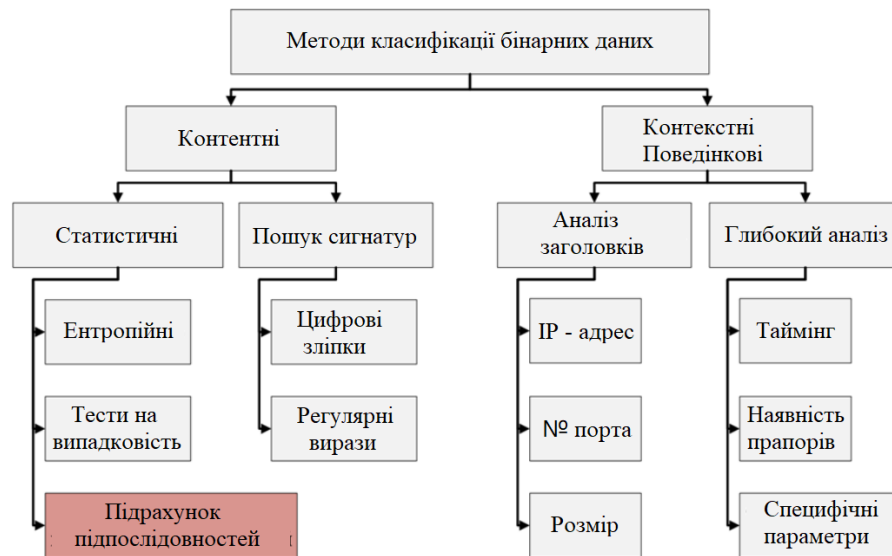 Методи класифікації бінарних даних
Контентні
Контекстні
Поведінкові
Статистичні
Пошук сигнатур
Аналіз
заголовків
Глибокий аналіз
Ентропійні
Цифрові
зліпки
IP - адрес
Таймінг
Тести на
випадковість
Регулярні
вирази
№ порта
Наявність
прапорів
Підрахунок
підпослідовностей
Розмір
Специфічні
параметри